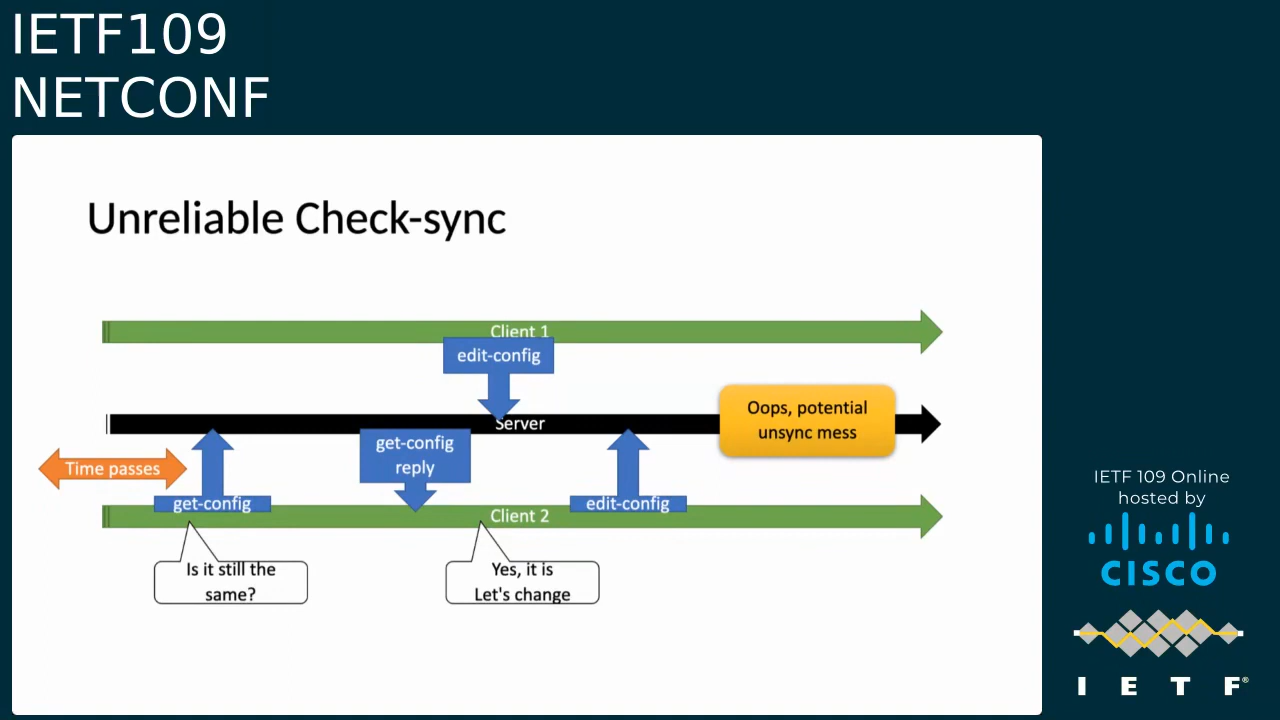 IETF109
NETCONF
Unreliable Check-sync
Client 1
edit-config
Server
Oops, potential
unsync mess
get-config
reply
Time passes
get-config
edit-config
Client 2
Is it still the
same?
Yes, it is
Let's change
IETF 109 Online
hosted by
CISCO
I E T F®